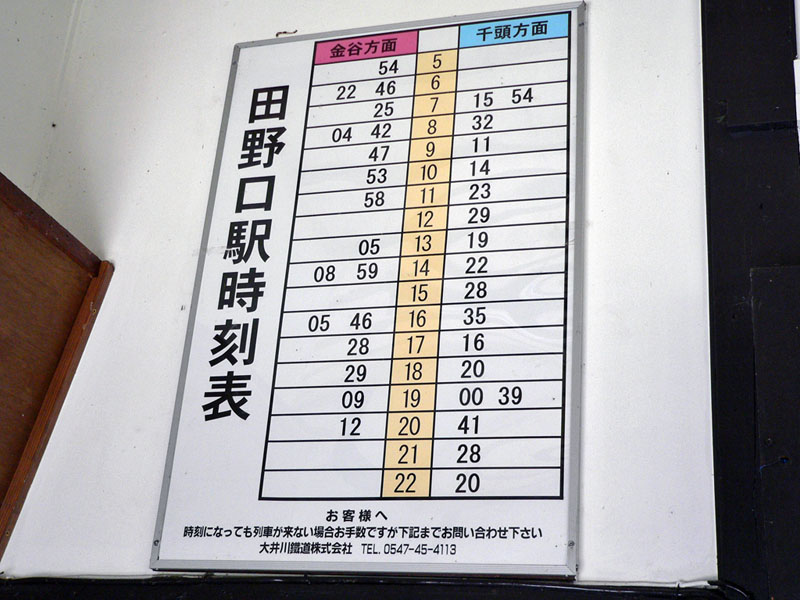 田野口駅時刻表
金谷方面 千頭方面
54 5
22 46 6
25 7 15 54
04 42 8 32
47 9 11
53 10 14
58 11 23
12 29
05 13 19
08 59 14 22
15 28
05 46 16 35
28 17 16
29 18 20
09 19 00 39
12 20 41
21 28
22 20
お客様へ
時刻になっても列車が来ない場合お手数ですが下記までお問い合わせ下さい
大井川鐵道株式会社 TEL. 0547-45-4113